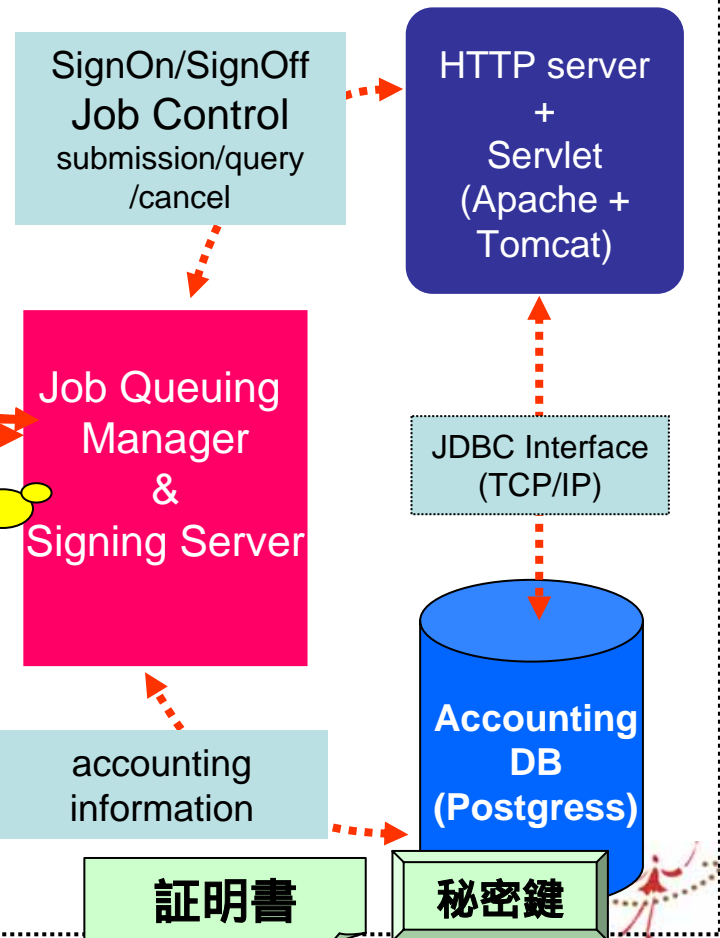 SignOn/SignOff
Job Control
submission/query
/cancel
HTTP server
+
Servlet
(Apache +
Tomcat)
Job Queuing
Manager
&
Signing Server
JDBC Interface
(TCP/IP)
Accounting
DB
(Postgress)
accounting
information
証明書
秘密鍵